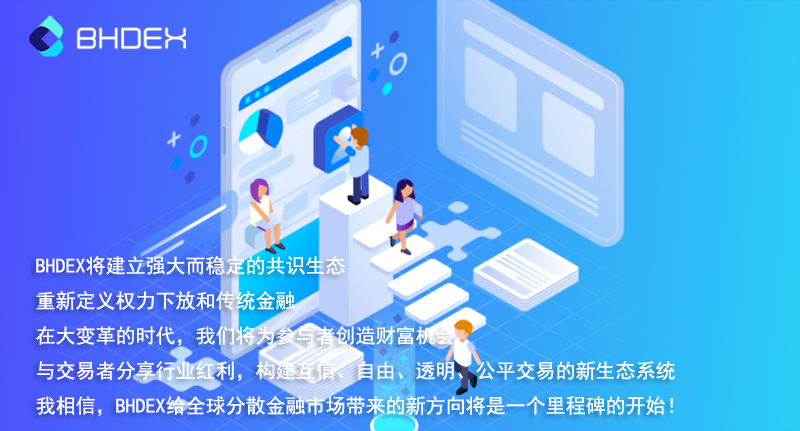 BHDEX
BHDEX将建立强大而稳定的共识生态
重新定义权力下放和传统金融
在大变革的时代，我们将为参与者创造财富机会
与交易者分享行业红利，构建互信、自由、透明、公平交易的新生态系统
我相信，BHDEX给全球分散金融市场带来的新方向将是一个里程碑的开始！